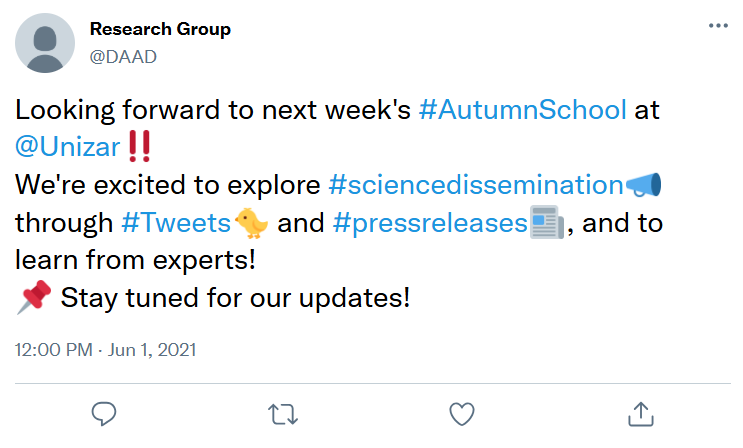 Research Group
@DAAD
Looking forward to next week's #AutumnSchool at
@Unizar‼️
We're excited to explore #sciencedissemination📣
through #Tweets🐤 and #pressreleases📰, and to
learn from experts!
📌 Stay tuned for our updates!
12:00 PM · Jun 1, 2021